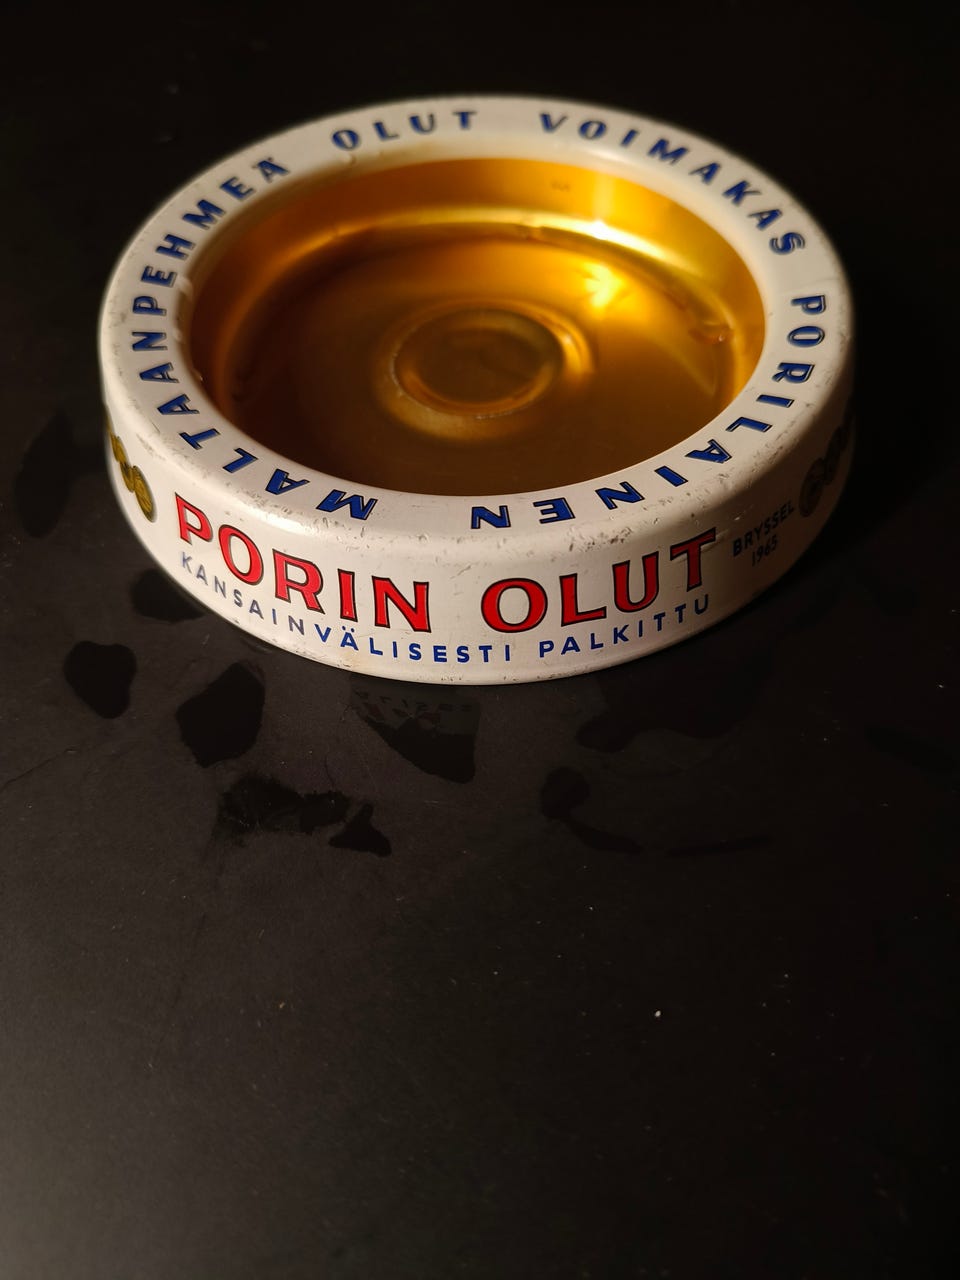 MALTAANPEHMEÄ OLUT VOIMAKAS PORILAINEN
PORIN OLUT
KANSAINVÄLISESTI PALKITTU
BRYSSEL
1965